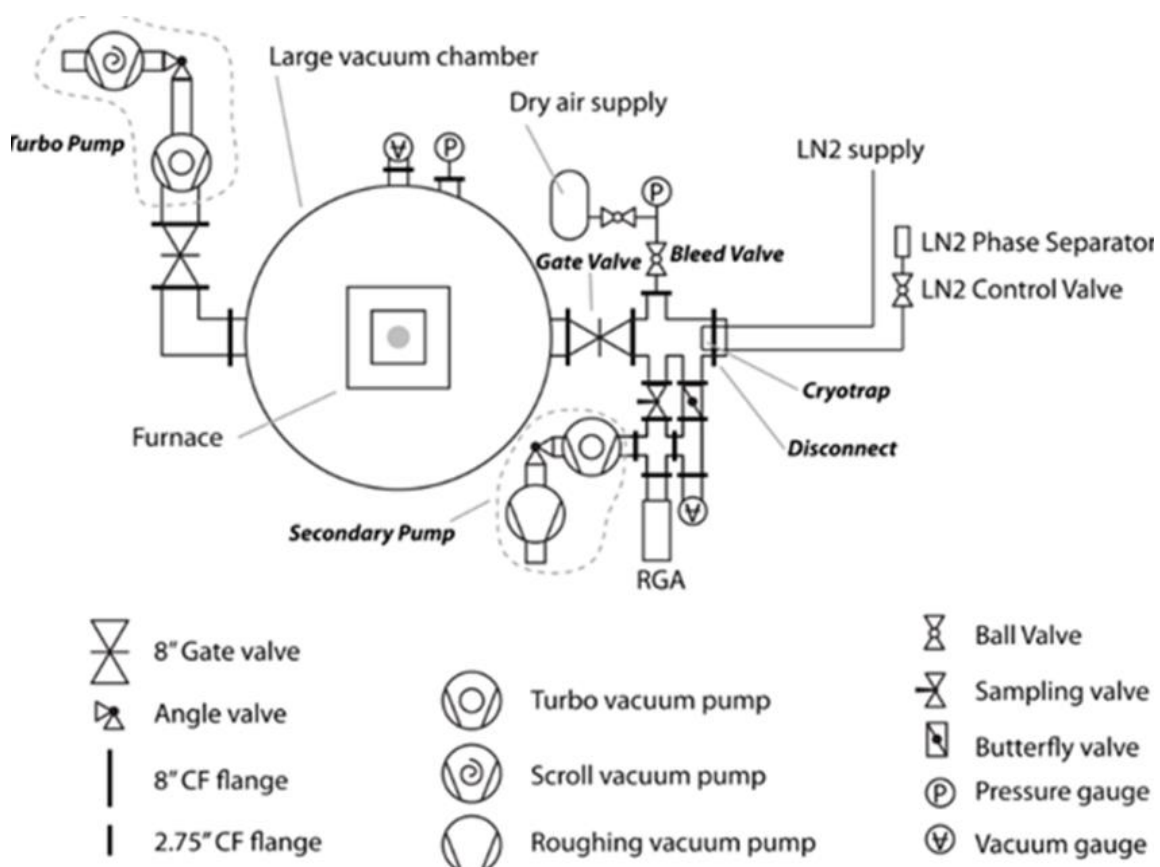 Large vacuum chamber
Dry air supply
Turbo Pump
LN2 supply
P
P
LN2 Phase Separator
Gate Valve
Bleed Valve
LN2 Control Valve
Cryotrap
Furnace
Disconnect
Secondary Pump
RGA
8" Gate valve
Angle valve
8" CF flange
2.75" CF flange
Turbo vacuum pump
Scroll vacuum pump
Roughing vacuum pump
Ball Valve
Sampling valve
Butterfly valve
P Pressure gauge
Vacuum gauge